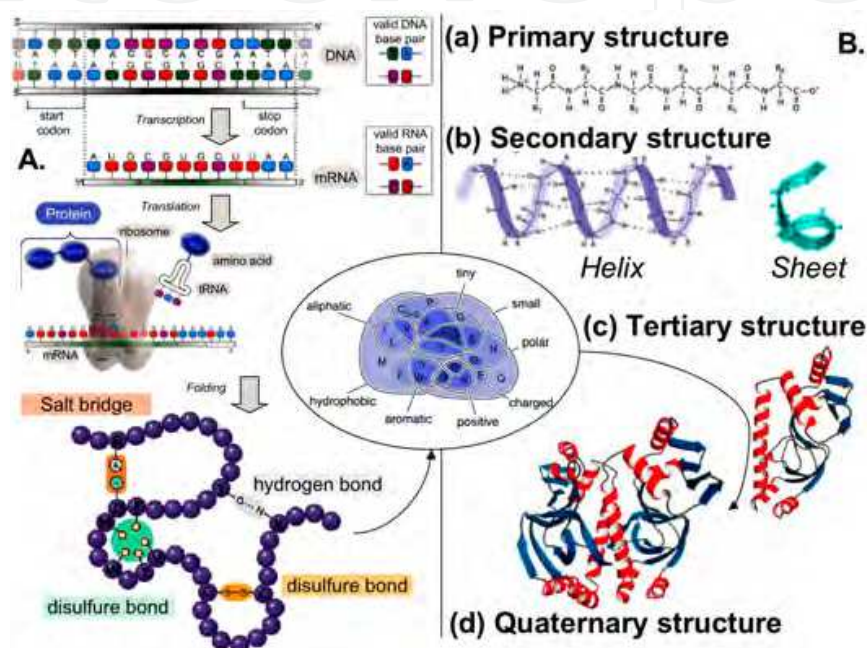 valid DNA
base pair
DNA
start
codon
Transcription
stop
codon
A.
A U G C G U G G U U A A
mRNA
valid RNA
base pair
Translation
Protein
ribosome
amino acid
tRNA
mRNA
Folding
Salt bridge
hydrogen bond
O
N
disulfure bond
disulfure bond
aliphatic
tiny
small
polar
charged
positive
aromatic
hydrophobic
B.
(a) Primary structure
(b) Secondary structure
Helix
Sheet
(c) Tertiary structure
(d) Quaternary structure